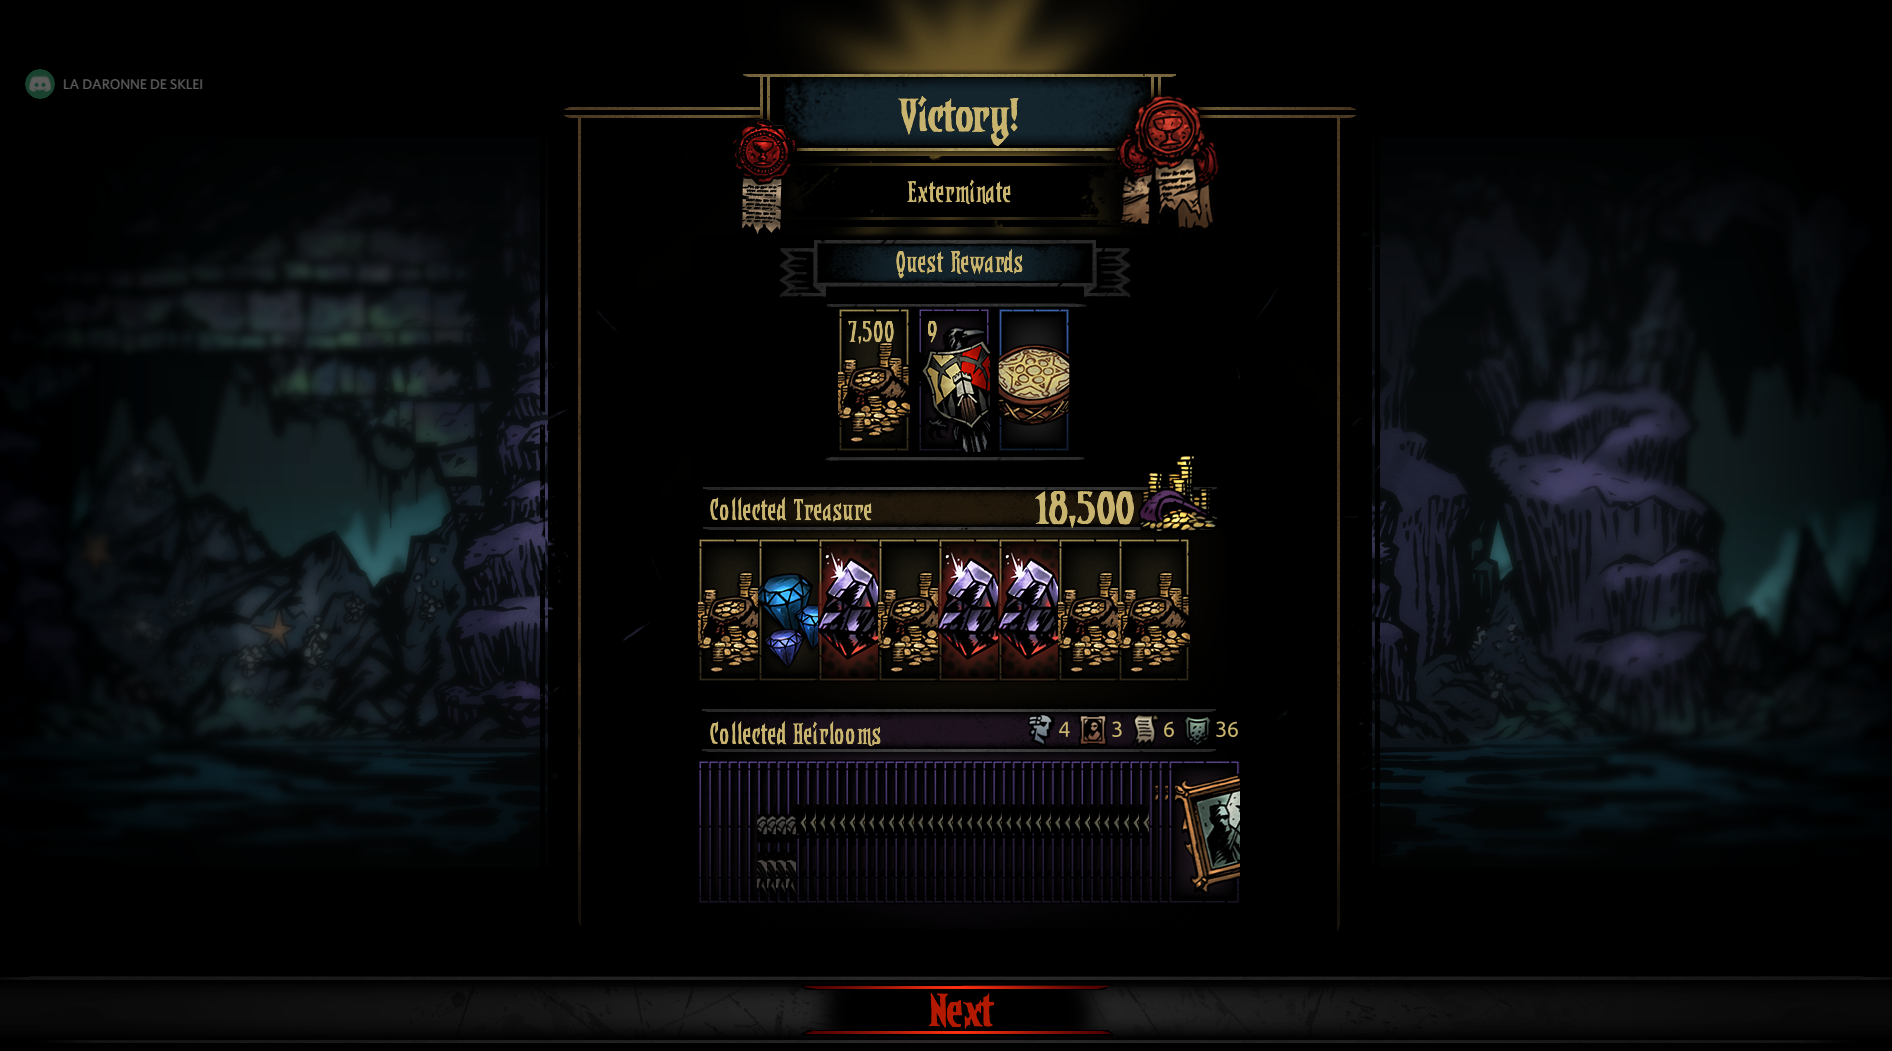 LA DARONNE DE SKLEI
Victory!
Exterminate
Quest Rewards
7,500 9
Collected Treasure 18,500
Collected Heirlooms 4 3 6 36
Next